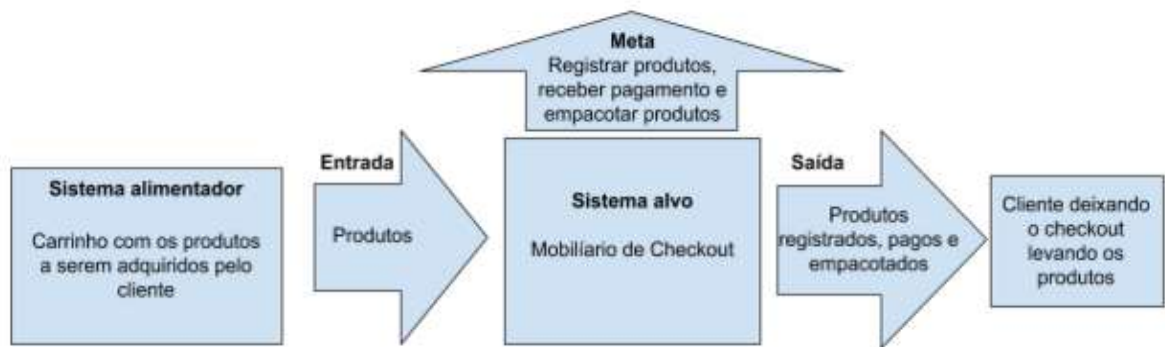 Meta
Registrar produtos,
receber pagamento e
empacotar produtos
Sistema alimentador
Carrinho com os produtos
a serem adquiridos pelo
cliente
Entrada
Produtos
Sistema alvo
Mobiliario de Checkout
Saída
Produtos
registrados, pagos e
empacotados
Cliente deixando
o checkout
levando os
produtos